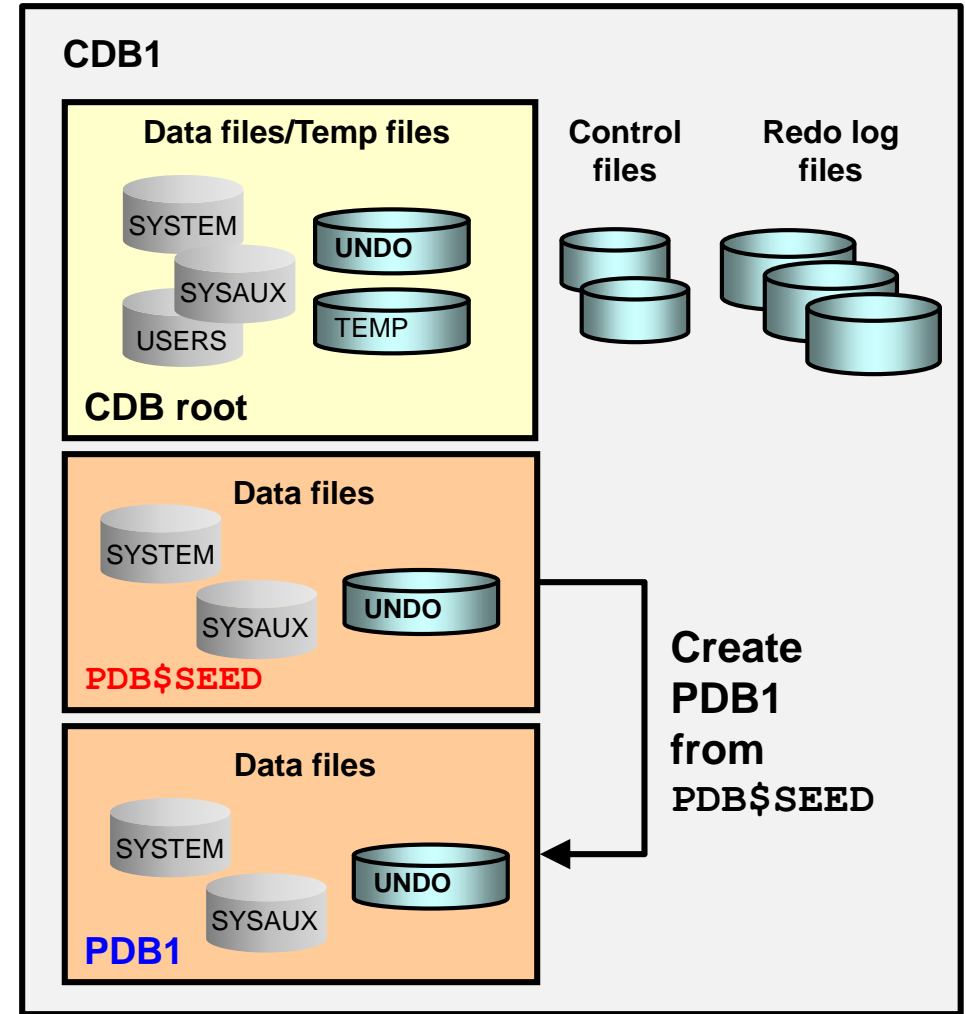 CDB1
Data files/Temp files
SYSTEM
SYSAUX
USERS
UNDO
TEMP
CDB root
Control
files
Redo log
files
Data files
SYSTEM
SYSAUX
UNDO
PDB$SEED
Create
PDB1
from
PDB$SEED
Data files
SYSTEM
SYSAUX
UNDO
PDB1